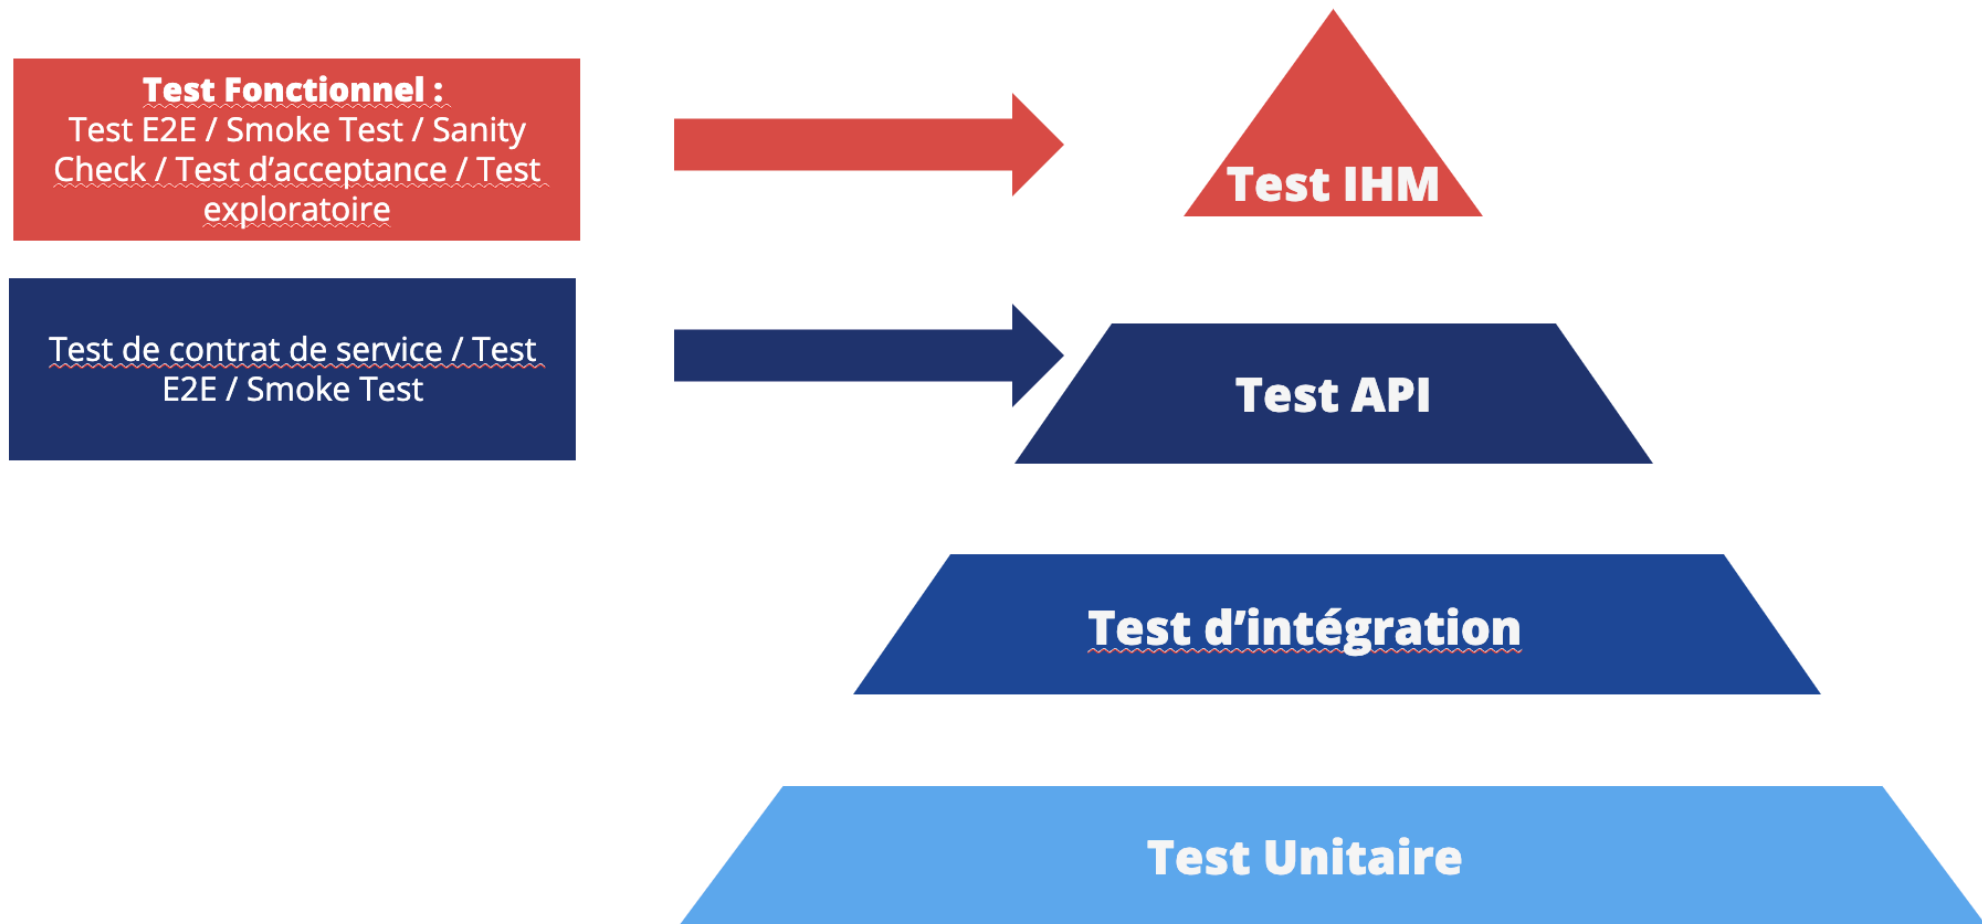 Test Fonctionnel :
Test E2E / Smoke Test / Sanity
Check / Test d’acceptance / Test
exploratoire
Test IHM
Test de contrat de service / Test
E2E / Smoke Test
Test API
Test d’intégration
Test Unitaire